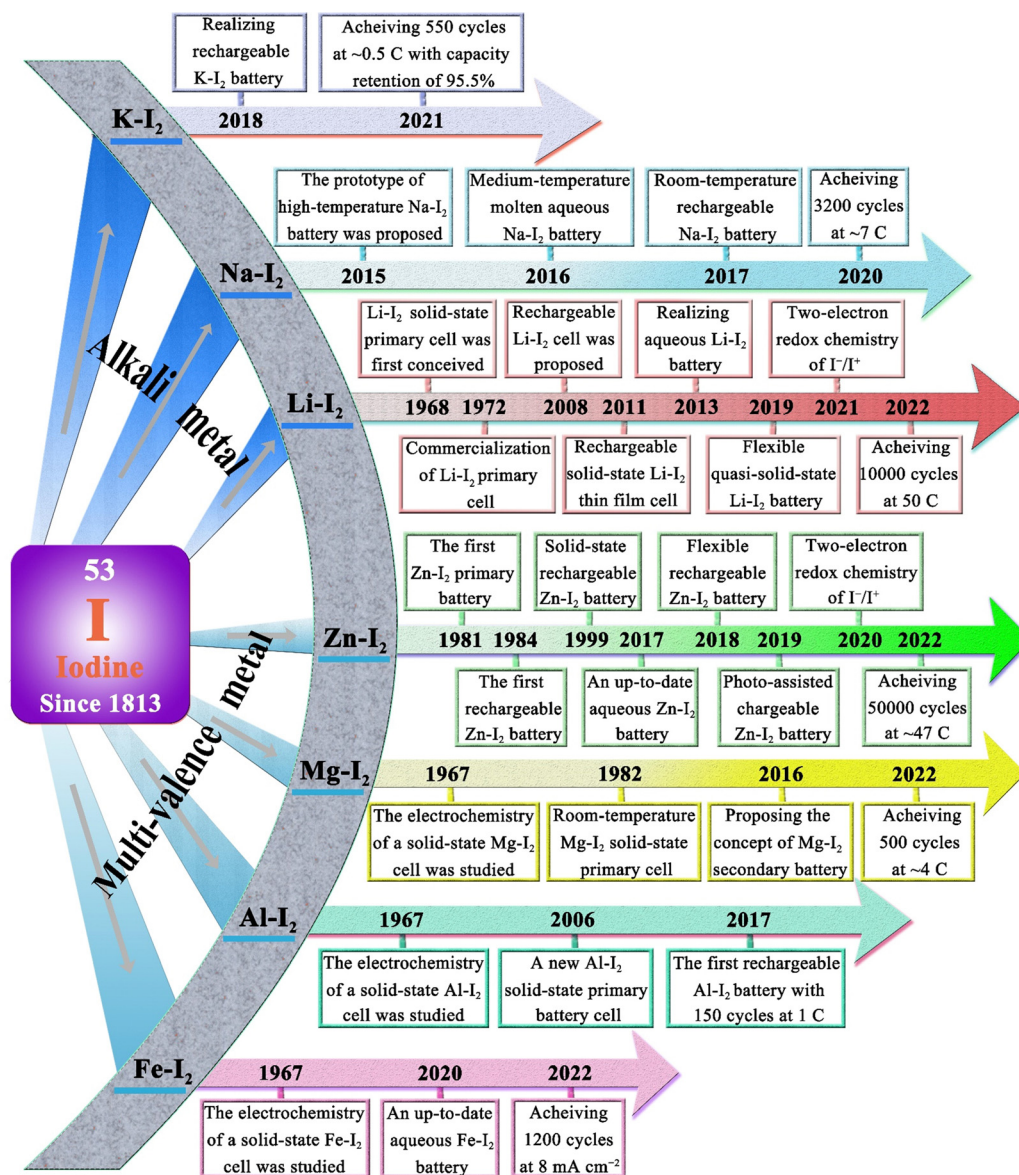 Realizing
rechargeable
K-I₂ battery
Acheiving 550 cycles
at ~0.5 C with capacity
retention of 95.5%
K-I₂
2018
2021
The prototype of
high-temperature Na-I₂
battery was proposed
Medium-temperature
molten aqueous
Na-I₂ battery
Room-temperature
rechargeable
Na-I₂ battery
Acheiving
3200 cycles
at ~7 C
Na-I₂
2015
2016
2017
2020
Li-I₂ solid-state
primary cell was
first conceived
Rechargeable
Li-I₂ cell was
proposed
Realizing
aqueous Li-I₂
battery
Two-electron
redox chemistry
of I⁻/I⁺
Alkali metal
Li-I₂
1968
1972
2008
2011
2013
2019
2021
2022
Commercialization
of Li-I₂ primary
cell
Rechargeable
solid-state Li-I₂
thin film cell
Flexible
quasi-solid-state
Li-I₂ battery
Acheiving
10000 cycles
at 50 C
53
I
Iodine
Since 1813
The first
Zn-I₂ primary
battery
Solid-state
rechargeable
Zn-I₂ battery
Flexible
rechargeable
Zn-I₂ battery
Two-electron
redox chemistry
of I⁻/I⁺
Zn-I₂
1981
1984
1999
2017
2018
2019
2020
2022
The first
rechargeable
Zn-I₂ battery
An up-to-date
aqueous Zn-I₂
battery
Photo-assisted
chargeable
Zn-I₂ battery
Acheiving
50000 cycles
at ~47 C
Multi-valence metal
Mg-I₂
1967
1982
2016
2022
The electrochemistry
of a solid-state Mg-I₂
cell was studied
Room-temperature
Mg-I₂ solid-state
primary cell
Proposing the
concept of Mg-I₂
secondary battery
Acheiving
500 cycles
at ~4 C
Al-I₂
1967
2006
2017
The electrochemistry
of a solid-state Al-I₂
cell was studied
A new Al-I₂
solid-state primary
battery cell
The first rechargeable
Al-I₂ battery with
150 cycles at 1 C
Fe-I₂
1967
2020
2022
The electrochemistry
of a solid-state Fe-I₂
cell was studied
An up-to-date
aqueous Fe-I₂
battery
Acheiving
1200 cycles
at 8 mA cm⁻²